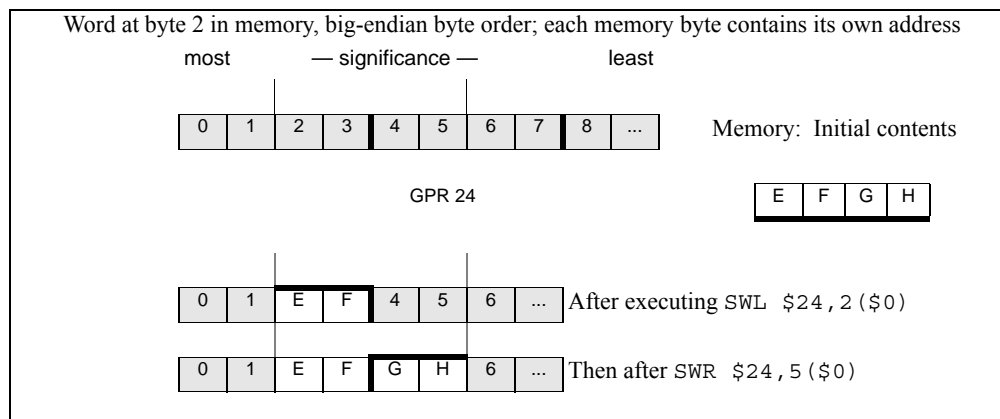 Word at byte 2 in memory, big-endian byte order; each memory byte contains its own address
most — significance — least
0 1 2 3 4 5 6 7 8 ... Memory: Initial contents
GPR 24 E F G H
0 1 E F 4 5 6 ... After executing SWL $24,2($0)
0 1 E F G H 6 ... Then after SWR $24,5($0)